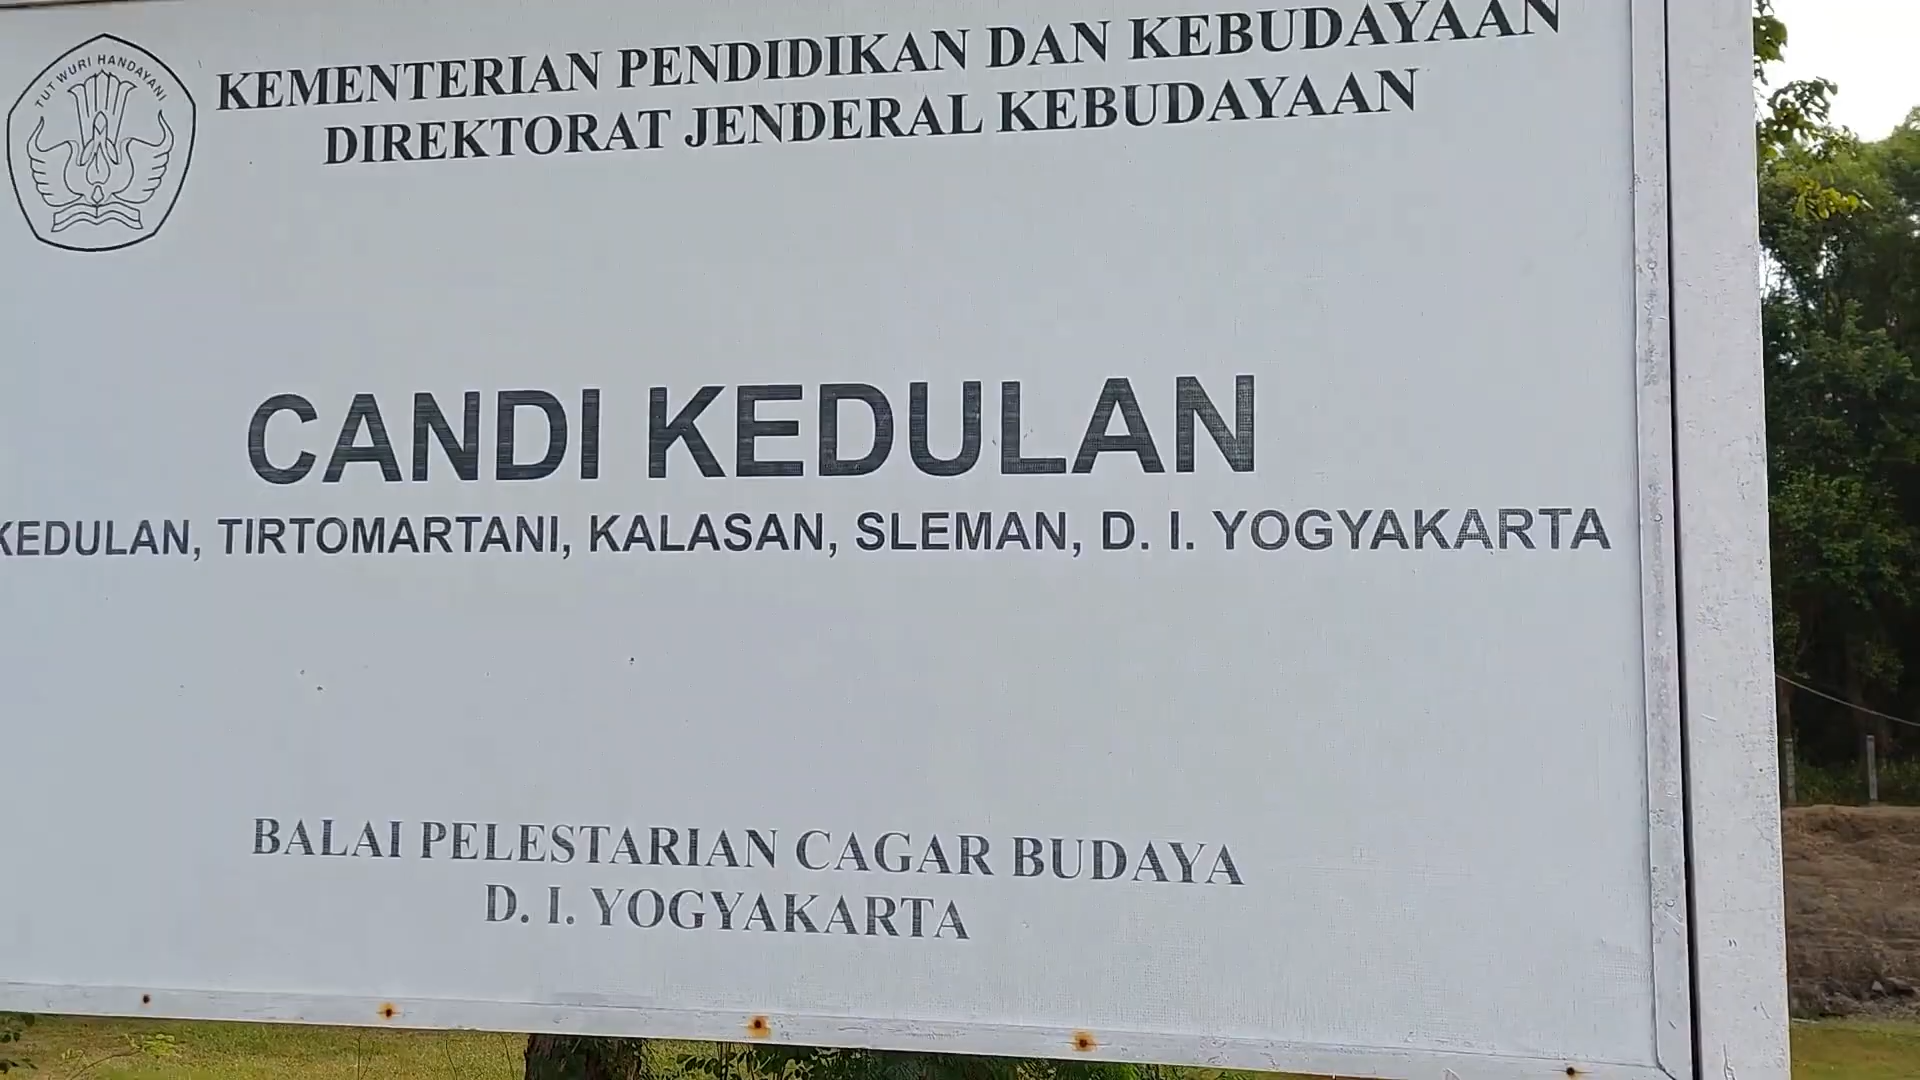 TUT WURI HANDAYANI
KEMENTERIAN PENDIDIKAN DAN KEBUDAYAAN
DIREKTORAT JENDERAL KEBUDAYAAN
CANDI KEDULAN
KEDULAN, TIRTOMARTANI, KALASAN, SLEMAN, D. I. YOGYAKARTA
BALAI PELESTARIAN CAGAR BUDAYA
D. I. YOGYAKARTA